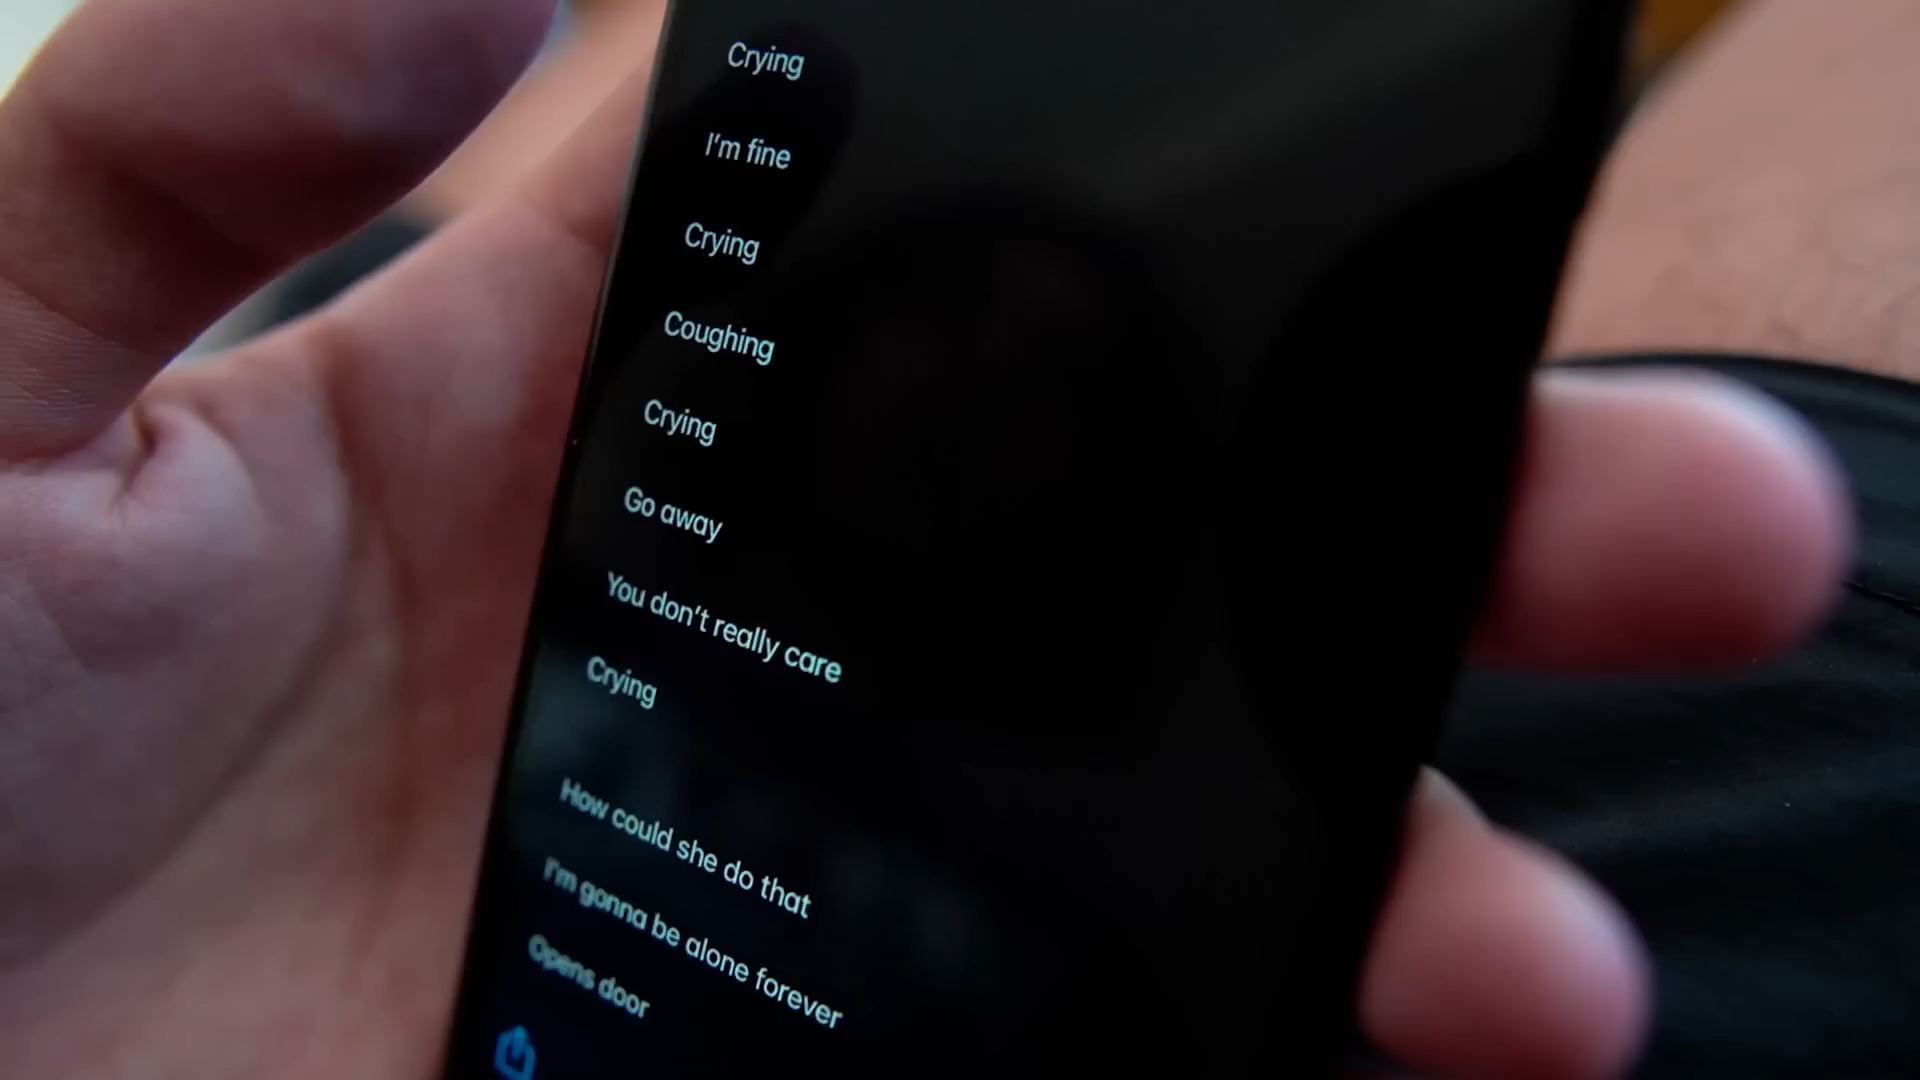 Crying
I'm fine
Crying
Coughing
Crying
Go away
You don't really care
Crying
How could she do that
I'm gonna be alone forever
Opens door